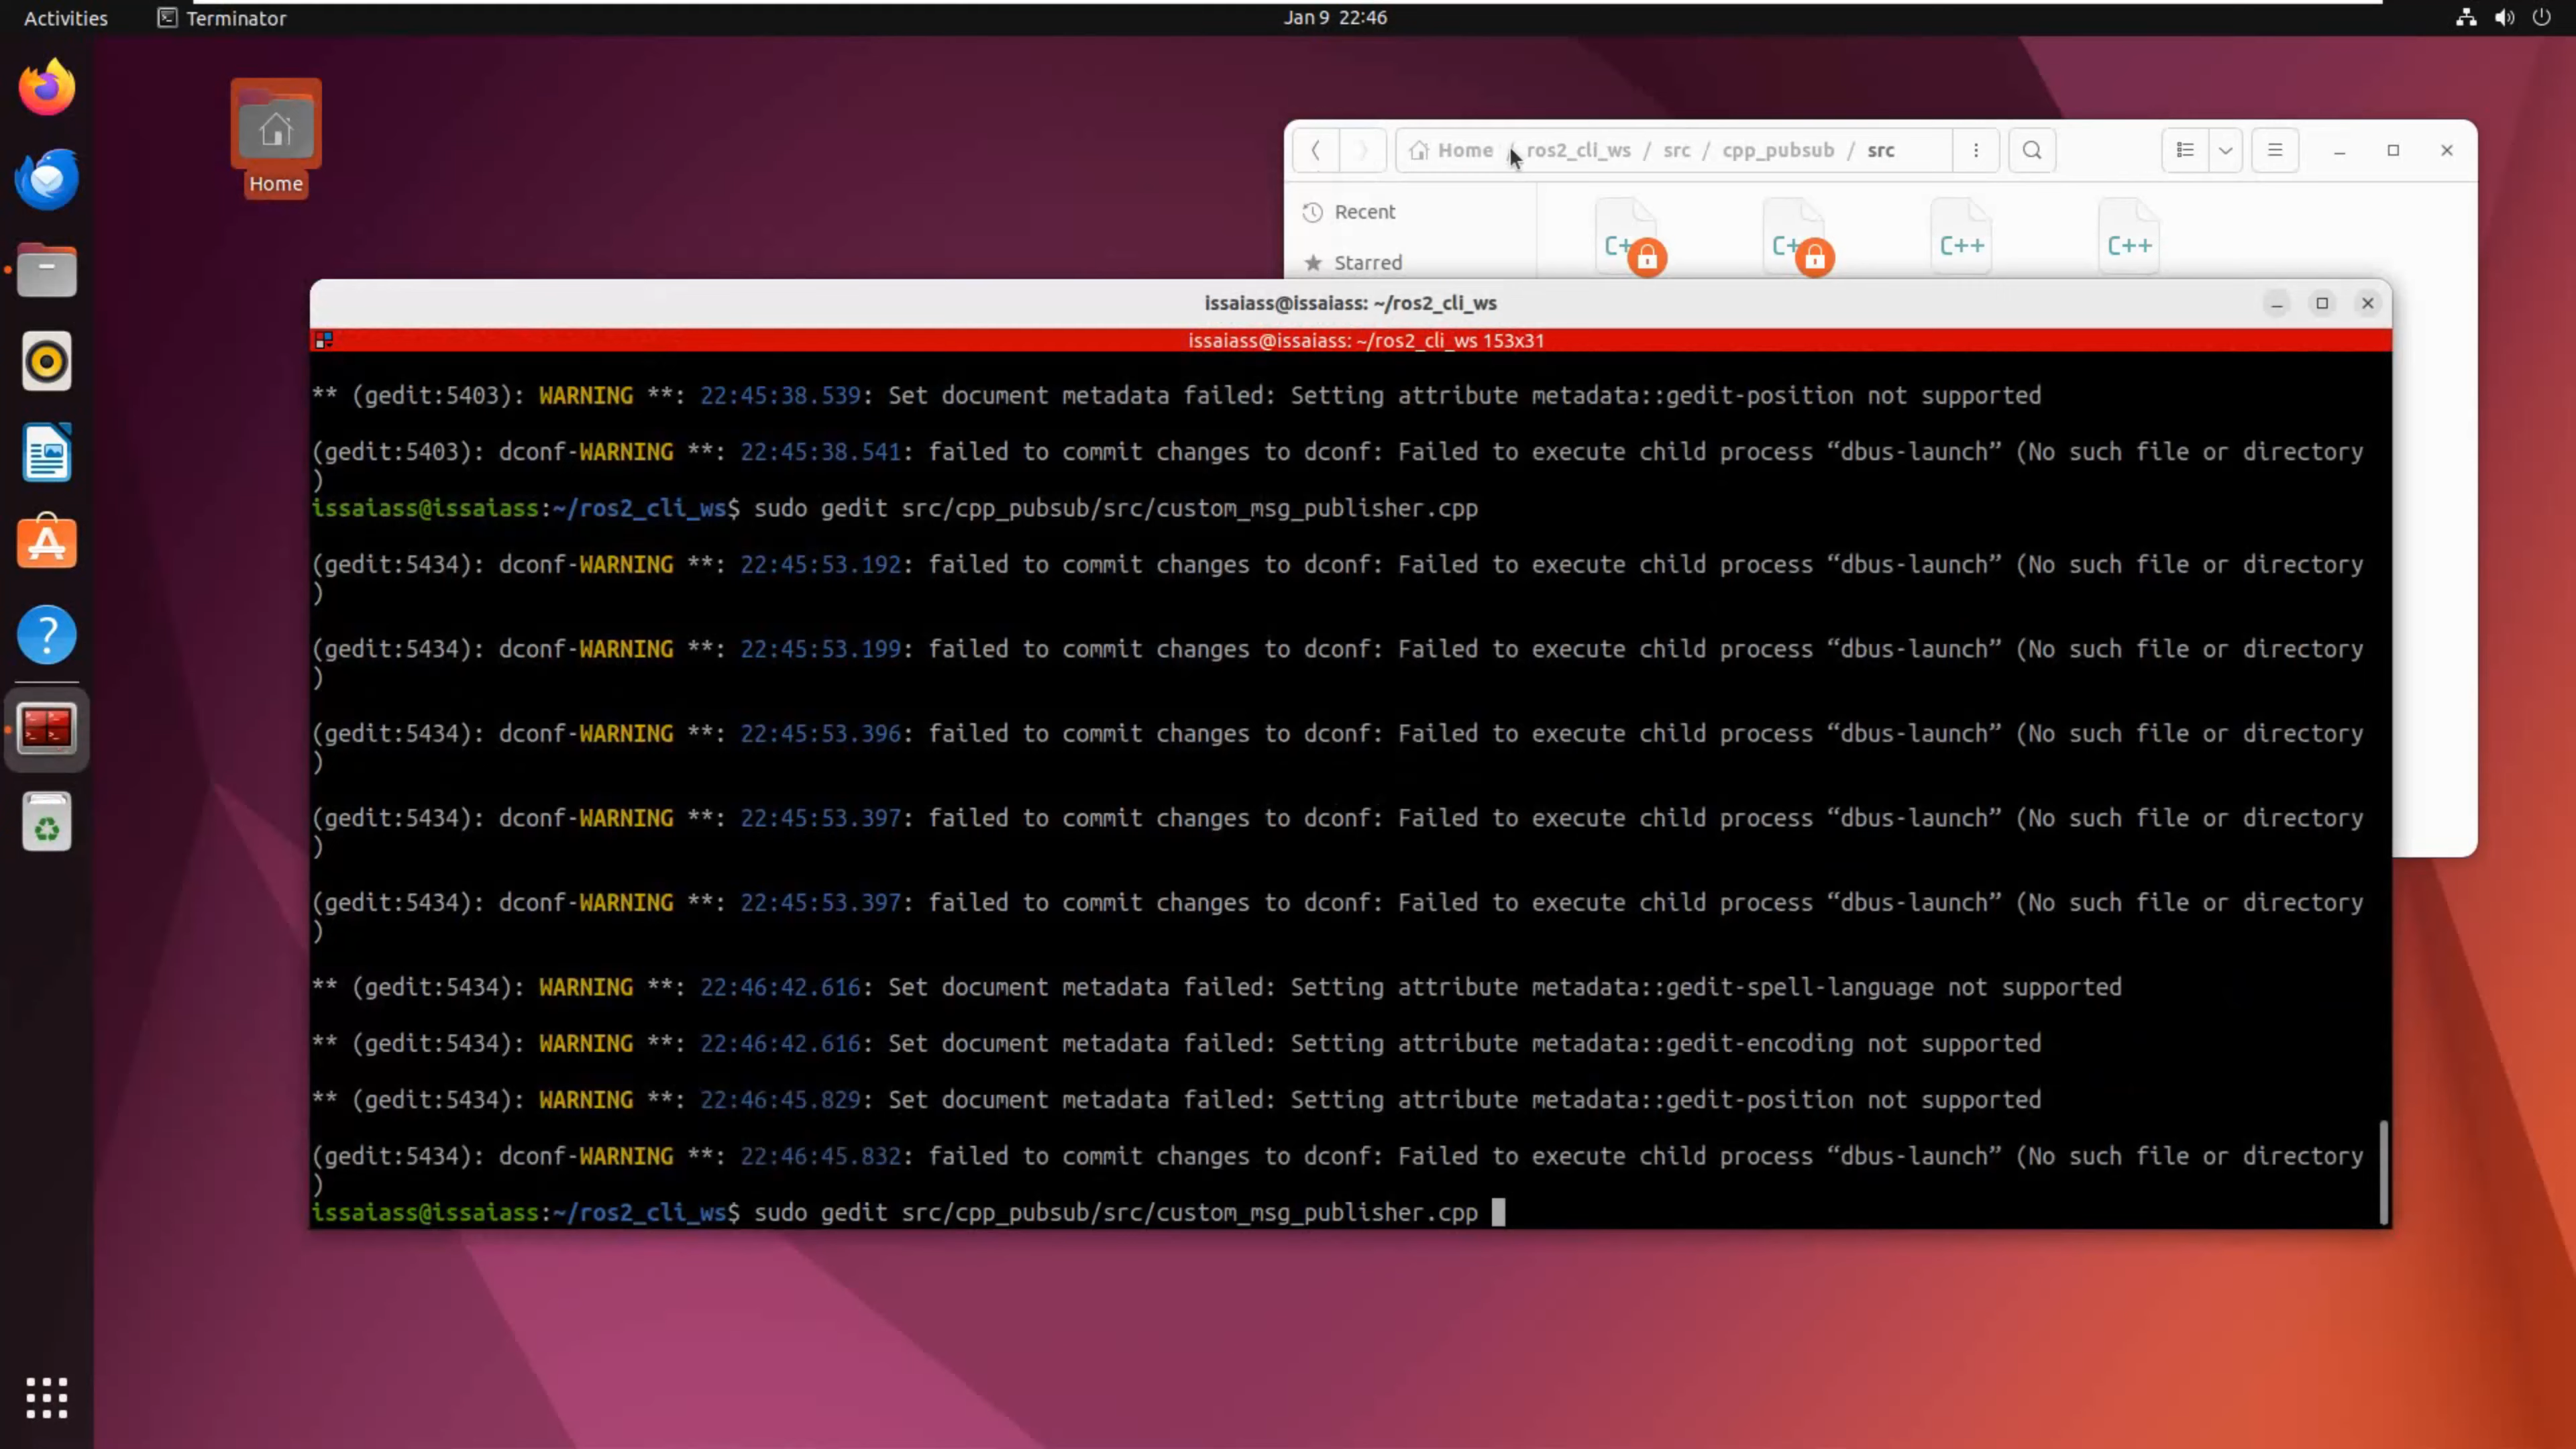 Activities Terminator Jan 9 22:46
Home
Home / ros2_cli_ws / src / cpp_pubsub / src
Recent
Starred
C++ C++ C++ C++
issaiass@issaiass: ~/ros2_cli_ws
issaiass@issaiass: ~/ros2_cli_ws 153x31
** (gedit:5403): WARNING **: 22:45:38.539: Set document metadata failed: Setting attribute metadata::gedit-position not supported
(gedit:5403): dconf-WARNING **: 22:45:38.541: failed to commit changes to dconf: Failed to execute child process “dbus-launch” (No such file or directory
)
issaiass@issaiass:~/ros2_cli_ws$ sudo gedit src/cpp_pubsub/src/custom_msg_publisher.cpp
(gedit:5434): dconf-WARNING **: 22:45:53.192: failed to commit changes to dconf: Failed to execute child process “dbus-launch” (No such file or directory
)
(gedit:5434): dconf-WARNING **: 22:45:53.199: failed to commit changes to dconf: Failed to execute child process “dbus-launch” (No such file or directory
)
(gedit:5434): dconf-WARNING **: 22:45:53.396: failed to commit changes to dconf: Failed to execute child process “dbus-launch” (No such file or directory
)
(gedit:5434): dconf-WARNING **: 22:45:53.397: failed to commit changes to dconf: Failed to execute child process “dbus-launch” (No such file or directory
)
(gedit:5434): dconf-WARNING **: 22:45:53.397: failed to commit changes to dconf: Failed to execute child process “dbus-launch” (No such file or directory
)
** (gedit:5434): WARNING **: 22:46:42.616: Set document metadata failed: Setting attribute metadata::gedit-spell-language not supported
** (gedit:5434): WARNING **: 22:46:42.616: Set document metadata failed: Setting attribute metadata::gedit-encoding not supported
** (gedit:5434): WARNING **: 22:46:45.829: Set document metadata failed: Setting attribute metadata::gedit-position not supported
(gedit:5434): dconf-WARNING **: 22:46:45.832: failed to commit changes to dconf: Failed to execute child process “dbus-launch” (No such file or directory
)
issaiass@issaiass:~/ros2_cli_ws$ sudo gedit src/cpp_pubsub/src/custom_msg_publisher.cpp